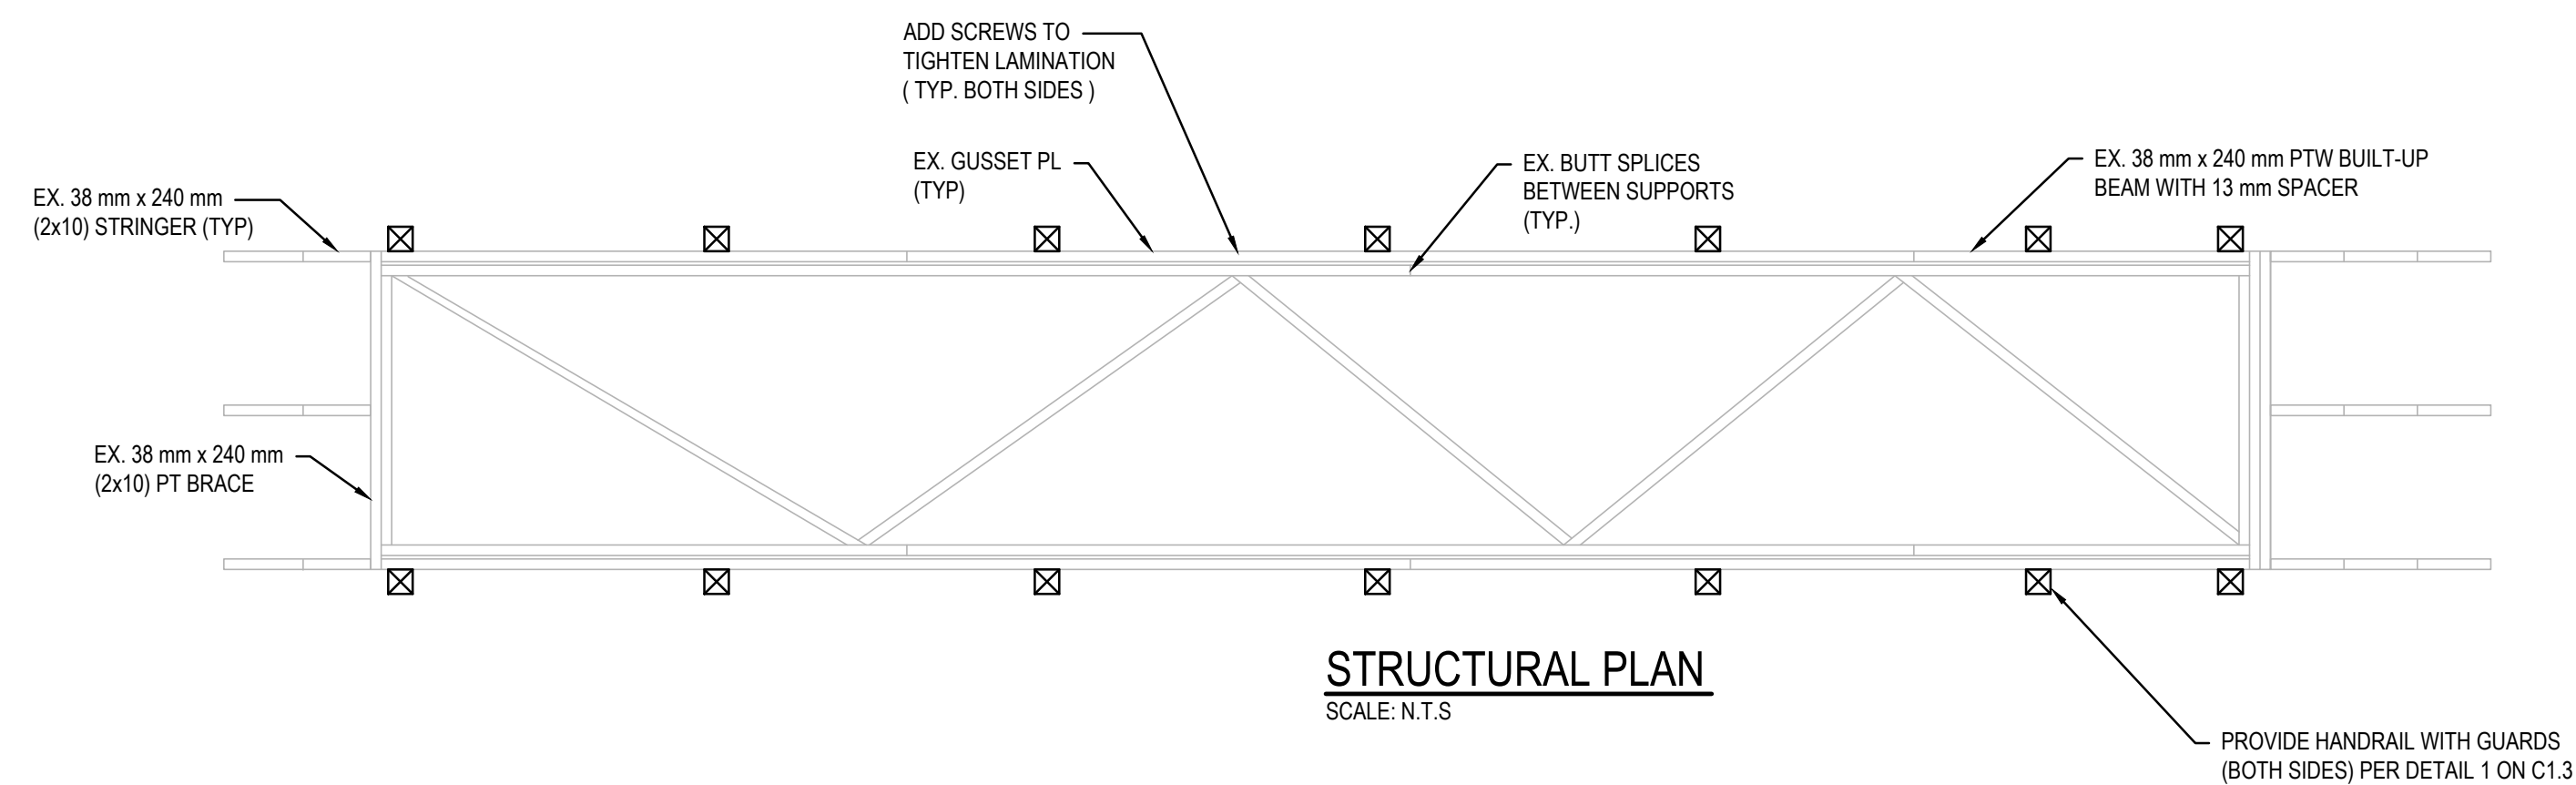 ADD SCREWS TO
TIGHTEN LAMINATION
( TYP. BOTH SIDES )
EX. GUSSET PL
(TYP)
EX. BUTT SPLICES
BETWEEN SUPPORTS
(TYP.)
EX. 38 mm x 240 mm PTW BUILT-UP
BEAM WITH 13 mm SPACER
EX. 38 mm x 240 mm
(2x10) STRINGER (TYP)
EX. 38 mm x 240 mm
(2x10) PT BRACE
STRUCTURAL PLAN
SCALE: N.T.S
PROVIDE HANDRAIL WITH GUARDS
(BOTH SIDES) PER DETAIL 1 ON C1.3